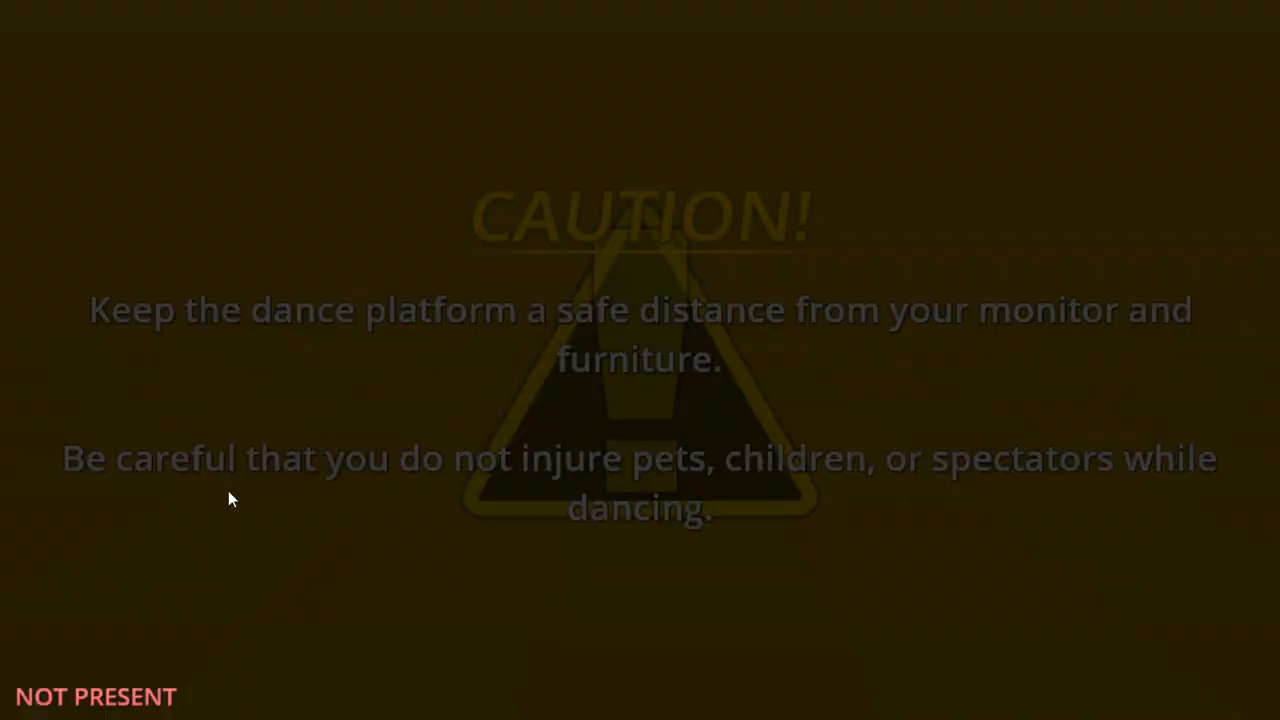 CAUTION!
Keep the dance platform a safe distance from your monitor and
furniture.
Be careful that you do not injure pets, children, or spectators while
dancing.
NOT PRESENT